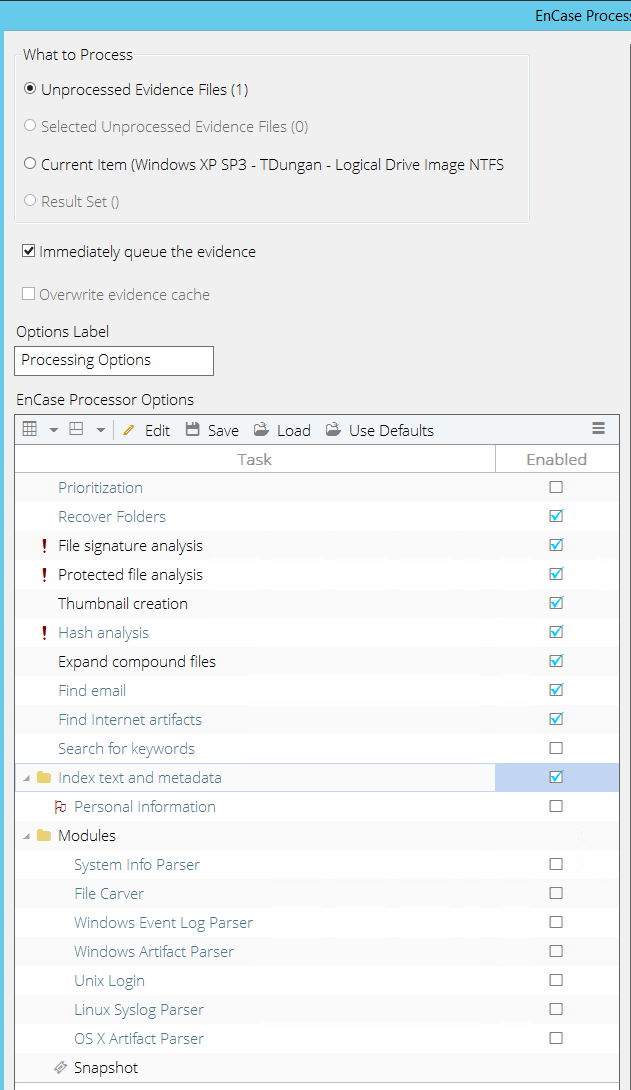 EnCase Process
What to Process
Unprocessed Evidence Files (1)
Selected Unprocessed Evidence Files (0)
Current Item (Windows XP SP3 - TDungan - Logical Drive Image NTFS
Result Set ()
Immediately queue the evidence
Overwrite evidence cache
Options Label
Processing Options
EnCase Processor Options
Edit Save Load Use Defaults
Task Enabled
Prioritization
Recover Folders
! File signature analysis
! Protected file analysis
Thumbnail creation
! Hash analysis
Expand compound files
Find email
Find Internet artifacts
Search for keywords
Index text and metadata
Personal Information
Modules
System Info Parser
File Carver
Windows Event Log Parser
Windows Artifact Parser
Unix Login
Linux Syslog Parser
OS X Artifact Parser
Snapshot